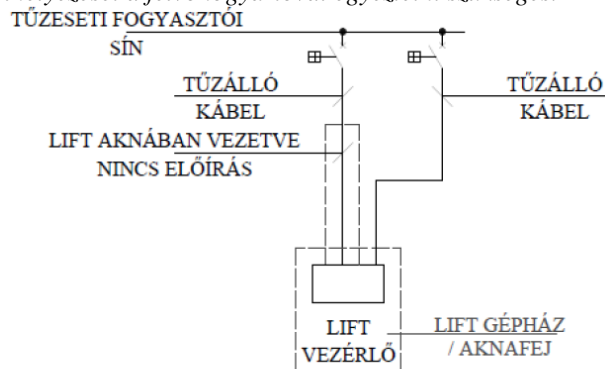 TŰZESETI FOGYASZTÓI
SÍN
TŰZÁLLÓ
KÁBEL
TŰZÁLLÓ
KÁBEL
LIFT AKNÁBAN VEZETVE
NINCS ELŐÍRÁS
LIFT
VEZÉRLŐ
LIFT GÉPHÁZ
/ AKNAFEJ